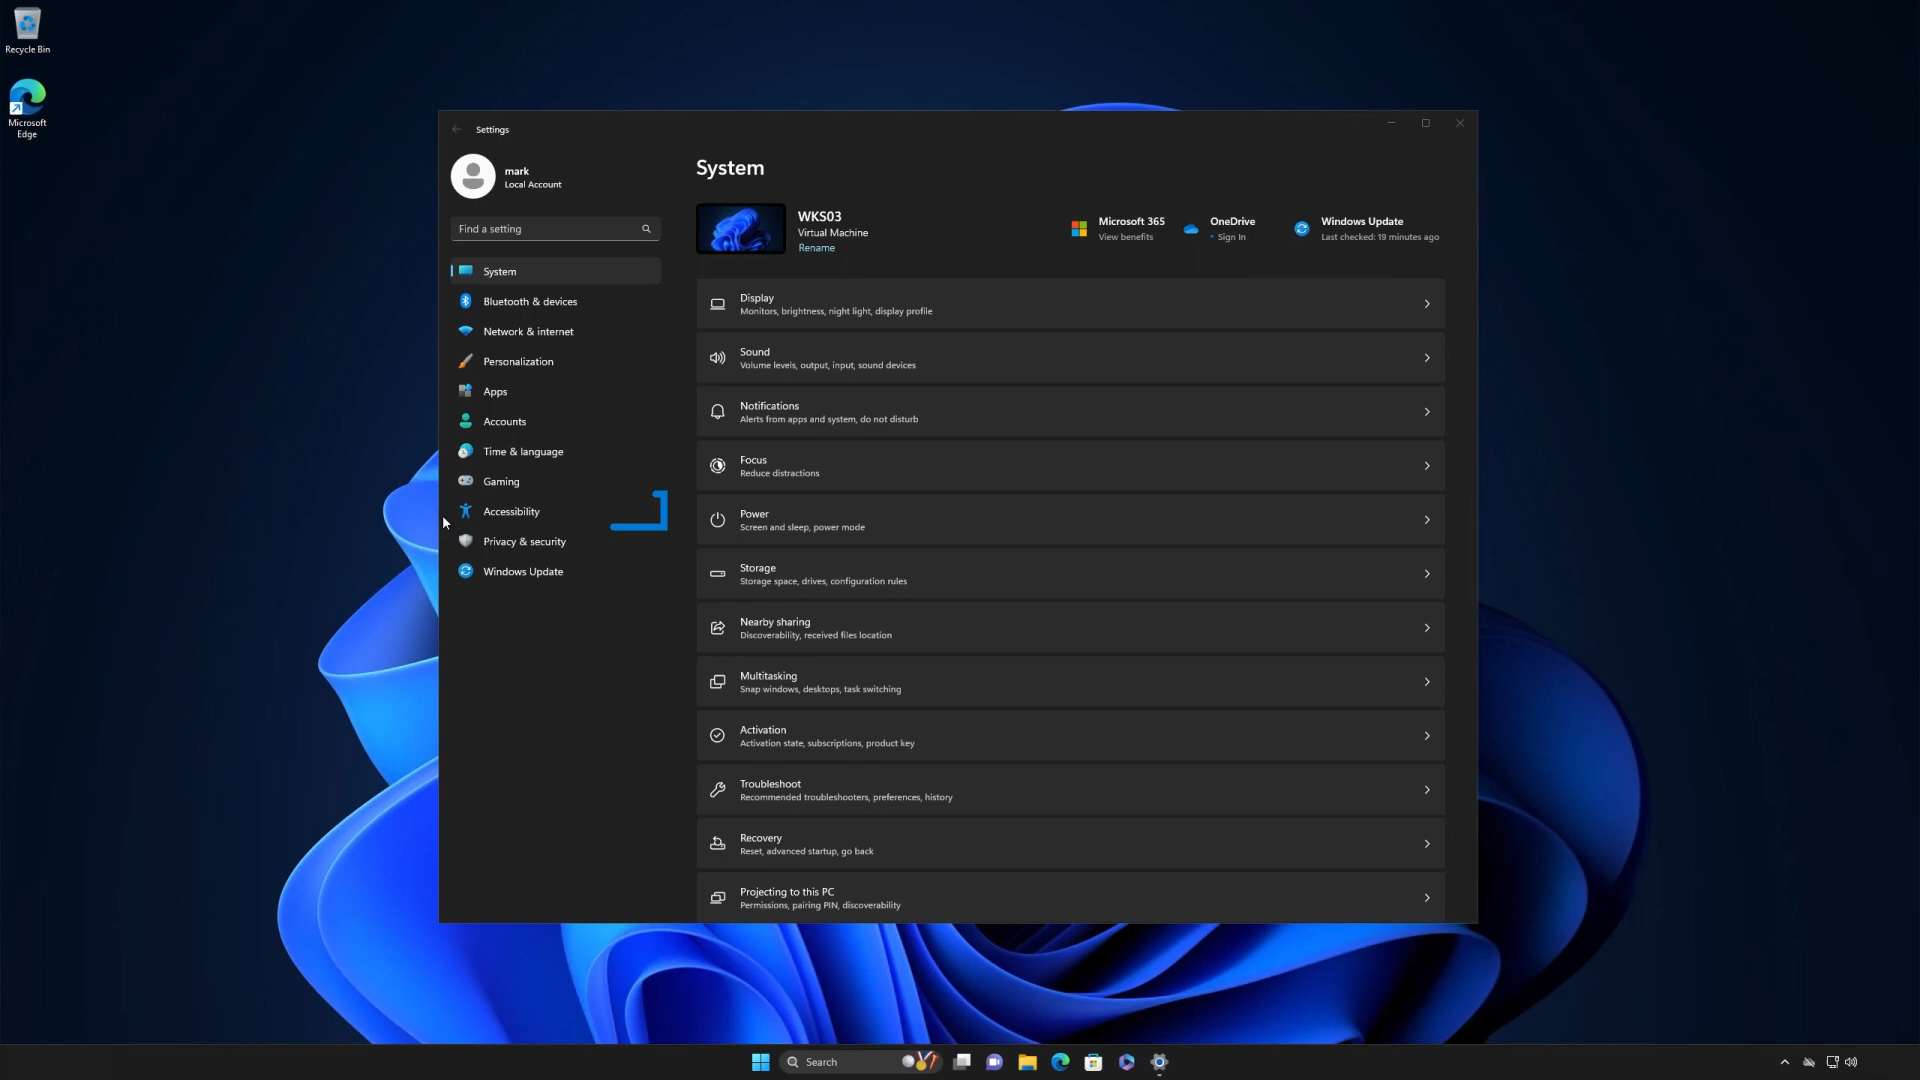 Recycle Bin
Microsoft
Edge
Settings
mark
Local Account
Find a setting
System
Bluetooth & devices
Network & internet
Personalization
Apps
Accounts
Time & language
Gaming
Accessibility
Privacy & security
Windows Update
System
WKS03
Virtual Machine
Rename
Microsoft 365
View benefits
OneDrive
• Sign In
Windows Update
Last checked: 19 minutes ago
Display
Monitors, brightness, night light, display profile
Sound
Volume levels, output, input, sound devices
Notifications
Alerts from apps and system, do not disturb
Focus
Reduce distractions
Power
Screen and sleep, power mode
Storage
Storage space, drives, configuration rules
Nearby sharing
Discoverability, received files location
Multitasking
Snap windows, desktops, task switching
Activation
Activation state, subscriptions, product key
Troubleshoot
Recommended troubleshooters, preferences, history
Recovery
Reset, advanced startup, go back
Projecting to this PC
Permissions, pairing PIN, discoverability
Search